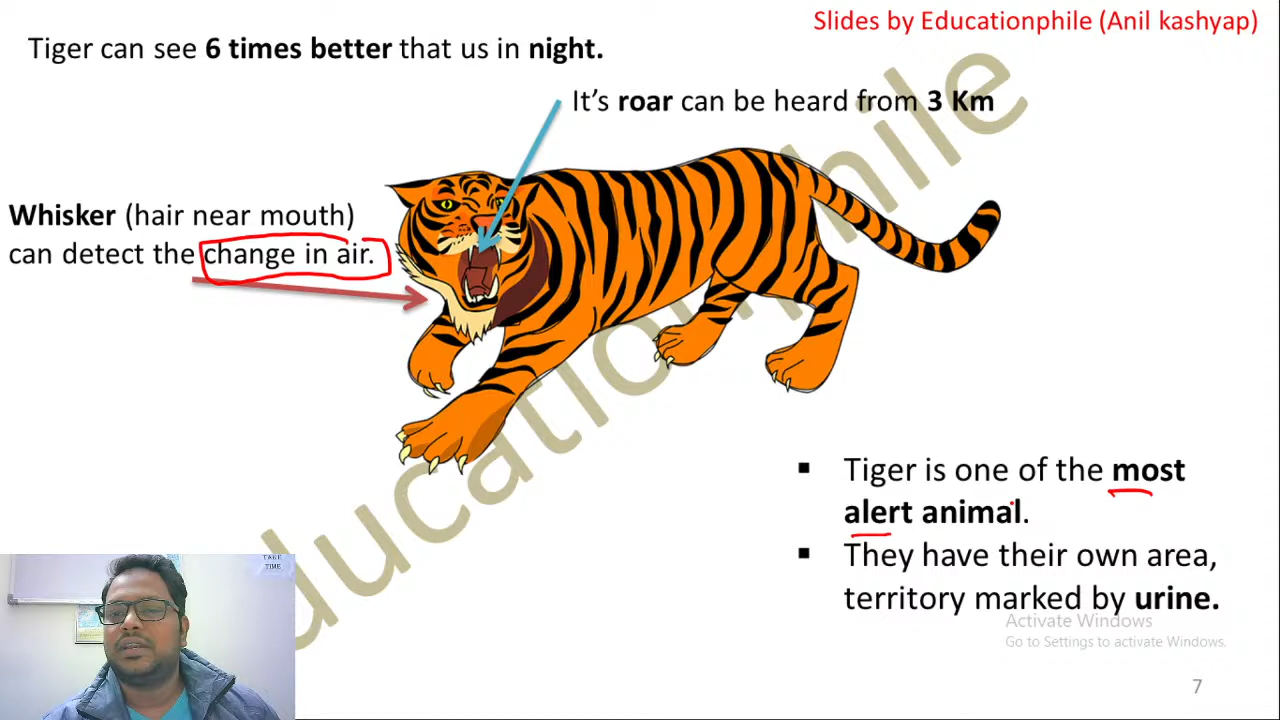 Slides by Educationphile (Anil kashyap)
Tiger can see 6 times better that us in night.
It's roar can be heard from 3 Km
Whisker (hair near mouth)
can detect the change in air.
Educationphile
▪ Tiger is one of the most
alert animal.
▪ They have their own area,
territory marked by urine.
Activate Windows
Go to Settings to activate Windows.
TAKE
TIME
7